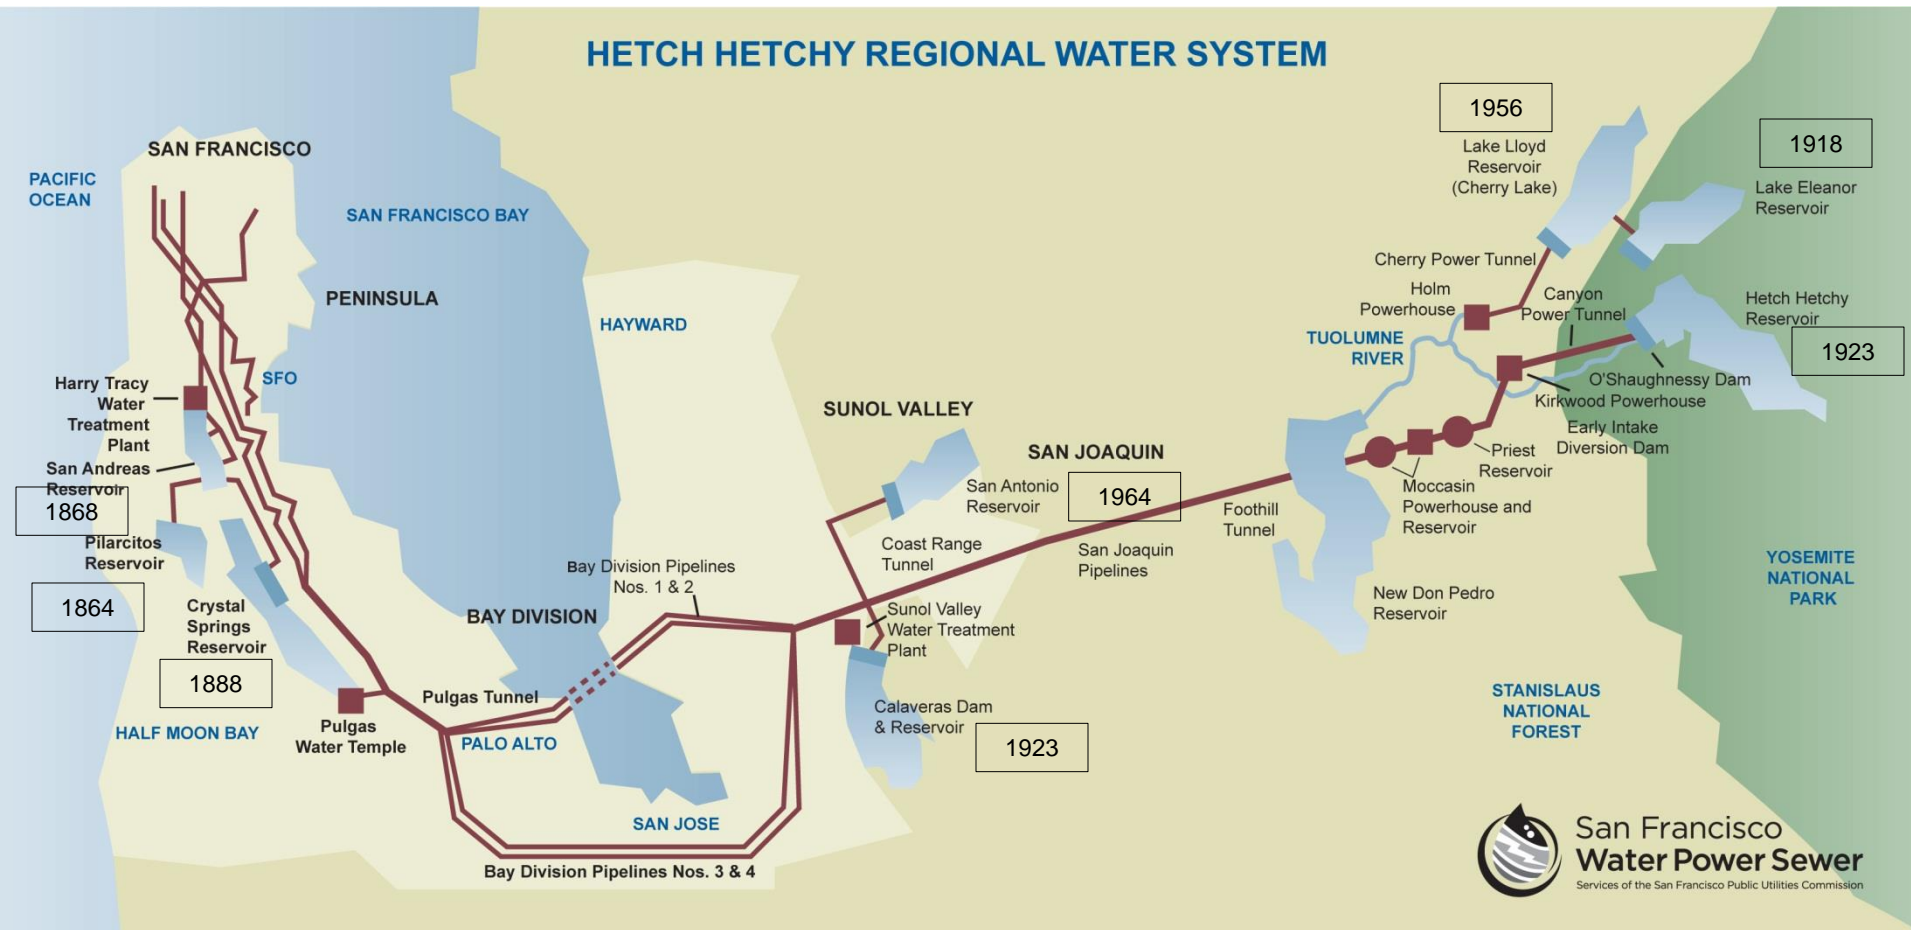 HETCH HETCHY REGIONAL WATER SYSTEM
SAN FRANCISCO
PACIFIC
OCEAN
SAN FRANCISCO BAY
PENINSULA
HAYWARD
SFO
Harry Tracy
Water
Treatment
Plant
San Andreas
Reservoir
1868
Pilarcitos
Reservoir
1864
Crystal
Springs
Reservoir
1888
HALF MOON BAY
Pulgas
Water Temple
Pulgas Tunnel
PALO ALTO
BAY DIVISION
Bay Division Pipelines
Nos. 1 & 2
SAN JOSE
Bay Division Pipelines Nos. 3 & 4
SUNOL VALLEY
San Antonio
Reservoir
1964
Coast Range
Tunnel
Sunol Valley
Water Treatment
Plant
Calaveras Dam
& Reservoir
1923
SAN JOAQUIN
San Joaquin
Pipelines
Foothill
Tunnel
New Don Pedro
Reservoir
Moccasin
Powerhouse and
Reservoir
Priest
Reservoir
Early Intake
Diversion Dam
Kirkwood Powerhouse
O'Shaughnessy Dam
TUOLUMNE
RIVER
Holm
Powerhouse
Cherry Power Tunnel
Canyon
Power Tunnel
1956
Lake Lloyd
Reservoir
(Cherry Lake)
1918
Lake Eleanor
Reservoir
Hetch Hetchy
Reservoir
1923
YOSEMITE
NATIONAL
PARK
STANISLAUS
NATIONAL
FOREST
San Francisco
Water Power Sewer
Services of the San Francisco Public Utilities Commission